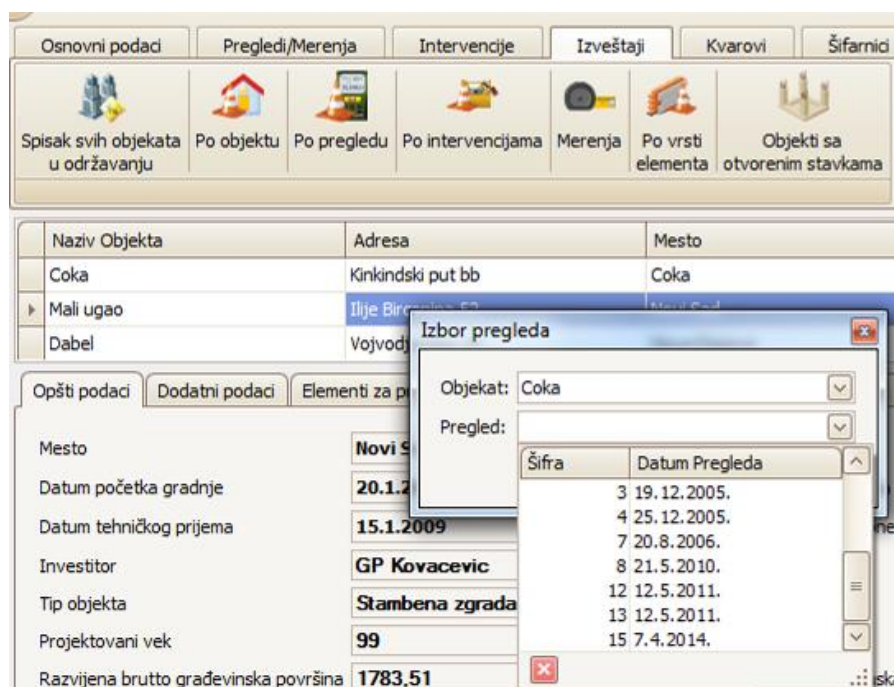 Osnovni podaci Pregledi/Merenja Intervencije Izveštaji Kvarovi Šifarnici
Spisak svih objekata u održavanju Po objektu Po pregledu Po intervencijama Merenja Po vrsti elementa Objekti sa otvorenim stavkama
Naziv Objekta Adresa Mesto
Coka Kinkindski put bb Coka
Mali ugao Ilije Novi Sad
Dabel
Izbor pregleda
Objekat: Coka
Pregled:
Šifra Datum Pregleda
3 19.12.2005.
4 25.12.2005.
7 20.8.2006.
8 21.5.2010.
12 12.5.2011.
13 12.5.2011.
15 7.4.2014.
Opšti podaci Dodatni podaci Elementi za
Mesto Novi
Datum početka gradnje 20.1.2
Datum tehničkog prijema 15.1.2009
Investitor GP Kovacevic
Tip objekta Stambena zgrada
Projektovani vek 99
Razvijena brutto građevinska površina 1783,51